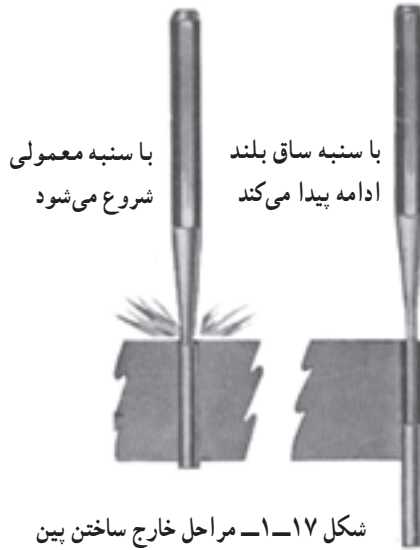 با سنبه ساق بلند
ادامه پیدا می‌کند
با سنبه معمولی
شروع می‌شود
شکل ۱۷ــ۱ــ مراحل خارج ساختن پین